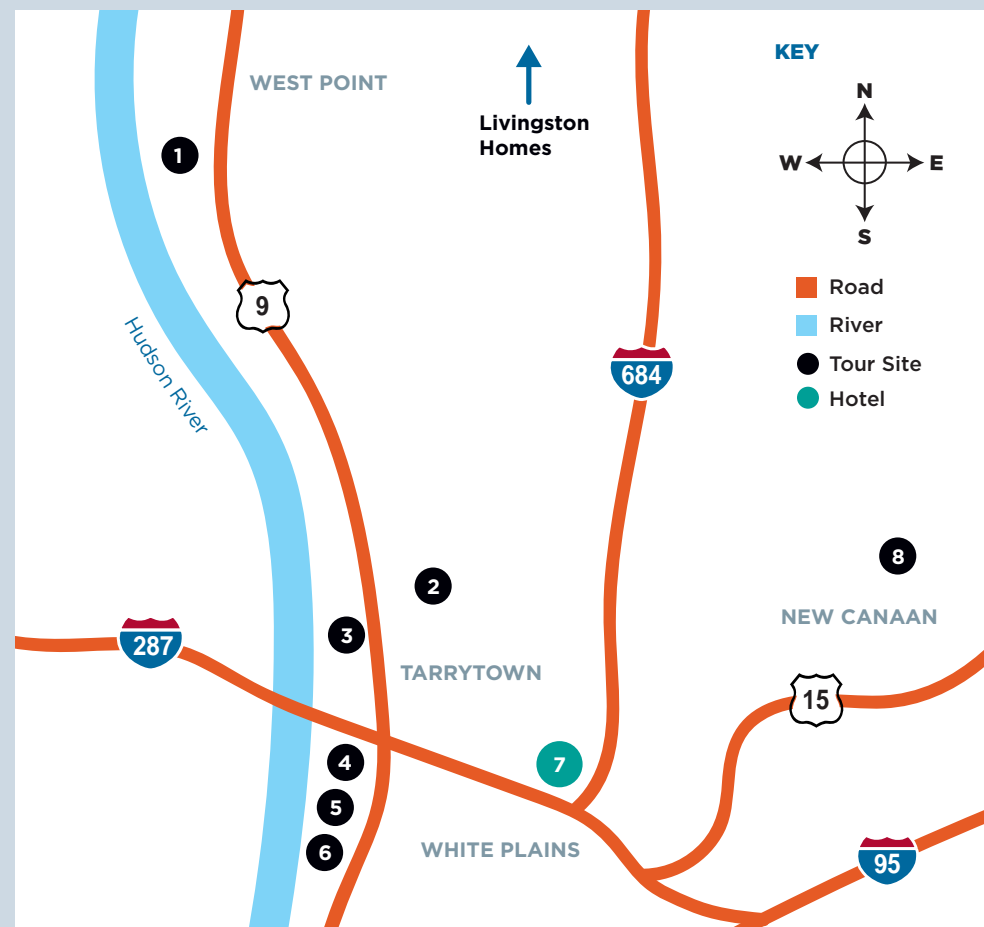 KEY
WEST POINT
N
Livingston
Homes
1
W
E
S
Road
9
River
Hudson River
684
Tour Site
Hotel
8
2
NEW CANAAN
3
287
TARRYTOWN
15
4
7
5
6
WHITE PLAINS
95